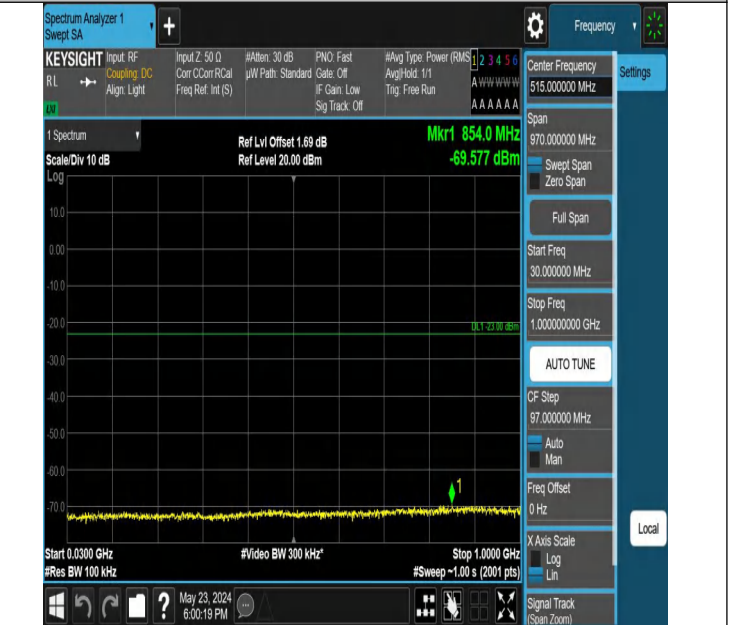 Spectrum Analyzer 1
Swept SA
+
Frequency
KEYSIGHT
RL
LXI
Input: RF
Coupling: DC
Align: Light
Input Z: 50 Ω
Corr CCorr RCal
Freq Ref: Int (S)
#Atten: 30 dB
µW Path: Standard
PNO: Fast
Gate: Off
IF Gain: Low
Sig Track: Off
#Avg Type: Power (RMS
Avg|Hold: 1/1
Trig: Free Run
1 2 3 4 5 6
A W W W W W
A A A A A A
1 Spectrum
Scale/Div 10 dB
Log
Ref Lvl Offset 1.69 dB
Ref Level 20.00 dBm
Mkr1 854.0 MHz
-69.577 dBm
10.0
0.00
-10.0
-20.0
DL1 -23.00 dBm
-30.0
-40.0
-50.0
-60.0
1
-70.0
Start 0.0300 GHz
#Res BW 100 kHz
#Video BW 300 kHz*
Stop 1.0000 GHz
#Sweep ~1.00 s (2001 pts)
?
May 23, 2024
6:00:19 PM
Center Frequency
515.000000 MHz
Settings
Span
970.000000 MHz
Swept Span
Zero Span
Full Span
Start Freq
30.000000 MHz
Stop Freq
1.000000000 GHz
AUTO TUNE
CF Step
97.000000 MHz
Auto
Man
Freq Offset
0 Hz
X Axis Scale
Log
Lin
Local
Signal Track
(Span Zoom)